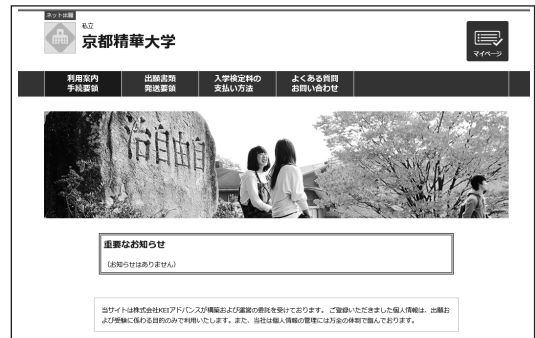 ネット出願
私立
京都精華大学
マイページ
利用案内
手続要領
出願書類
発送要領
入学検定料の
支払い方法
よくある質問
お問い合わせ
自由自治
重要なお知らせ
(お知らせはありません)
当サイトは株式会社KEIアドバンスが構築および運営の委託を受けております。 ご登録いただきました個人情報は、出願お
よび受験に係わる目的のみで利用いたします。また、当社は個人情報の管理には万全の体制で臨んでおります。